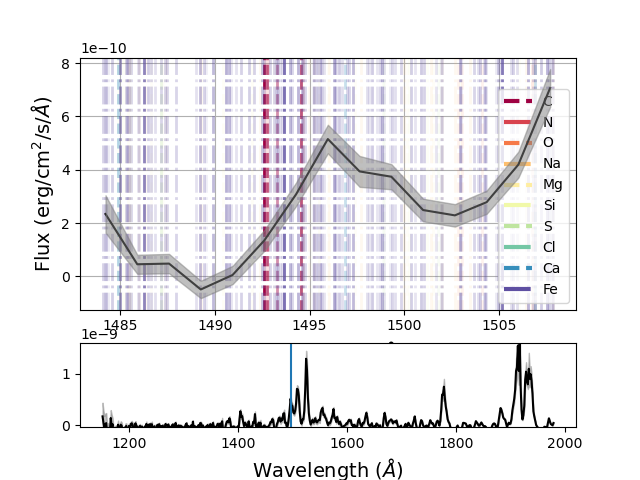 1e−10
8
6
4
2
0
Flux (erg/cm²/s/Å)
C
N
O
Na
Mg
Si
S
Cl
Ca
Fe
1485 1490 1495 1500 1505
1e−9
1
0
1200 1400 1600 1800 2000
Wavelength (Å)